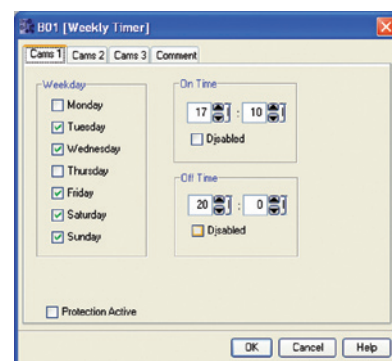 B01 [Weekly Timer]
Cams 1 Cams 2 Cams 3 Comment
Weekday
Monday
Tuesday
Wednesday
Thursday
Friday
Saturday
Sunday
On Time
17 : 10
Disabled
Off Time
20 : 0
Disabled
Protection Active
OK Cancel Help